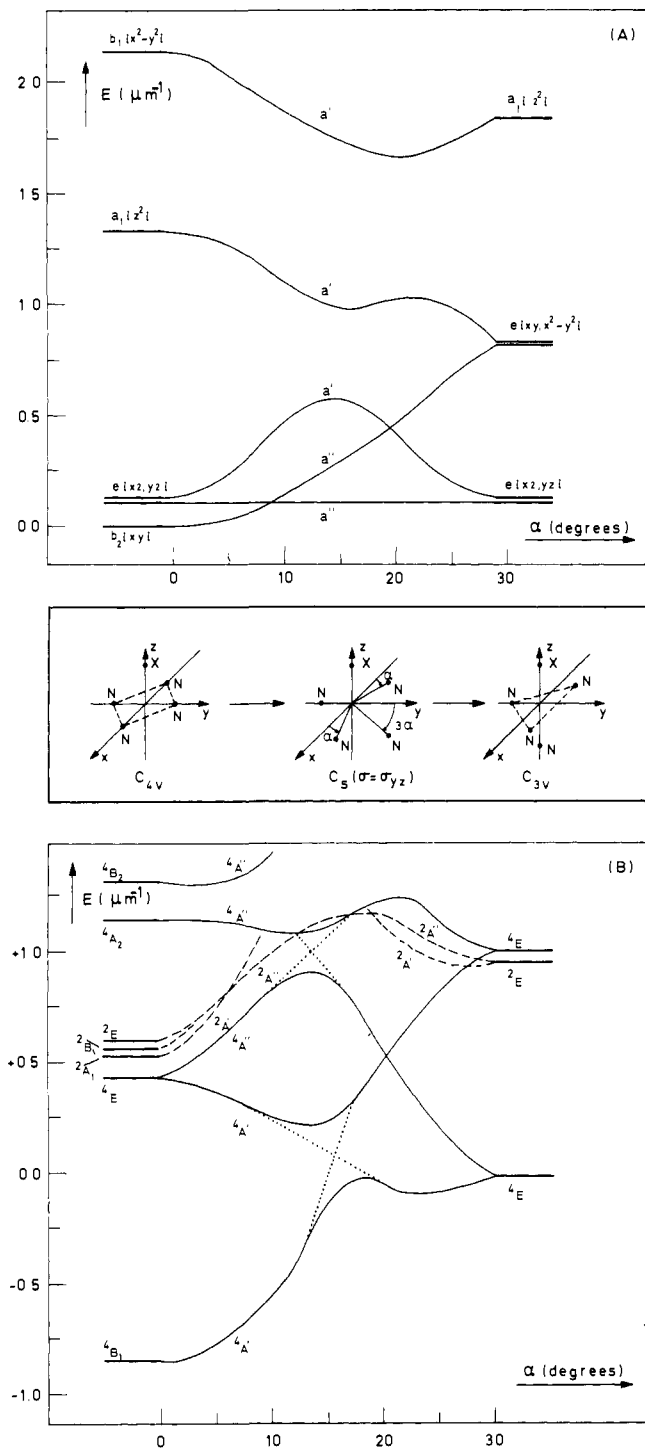 (A)
b₁{x²-y²}
2.0
E (μm⁻¹)
a'
a₁{z²}
1.5
a₁{z²}
a'
1.0
e{xy, x²-y²}
a'
0.5
a"
e{xz,yz}
e{xz,yz}
a"
0.0
b₂{xy}
α (degrees)
0 10 20 30
z z z
X X X
N N α N N
N N y N y N y
N 3α N
x α N N x N
x
C₄ᵥ Cₛ (σ=σyz) C₃ᵥ
(B)
⁴B₂
⁴A"
E (μm⁻¹)
⁴A₂
⁴A"
+1.0
⁴E
²A"
²A'
²E
²A"
²E
²B₁
²A'
⁴A"
+0.5
²A₁
⁴E
⁴A'
0.0
⁴E
-0.5
⁴B₁
⁴A'
-1.0
α (degrees)
0 10 20 30